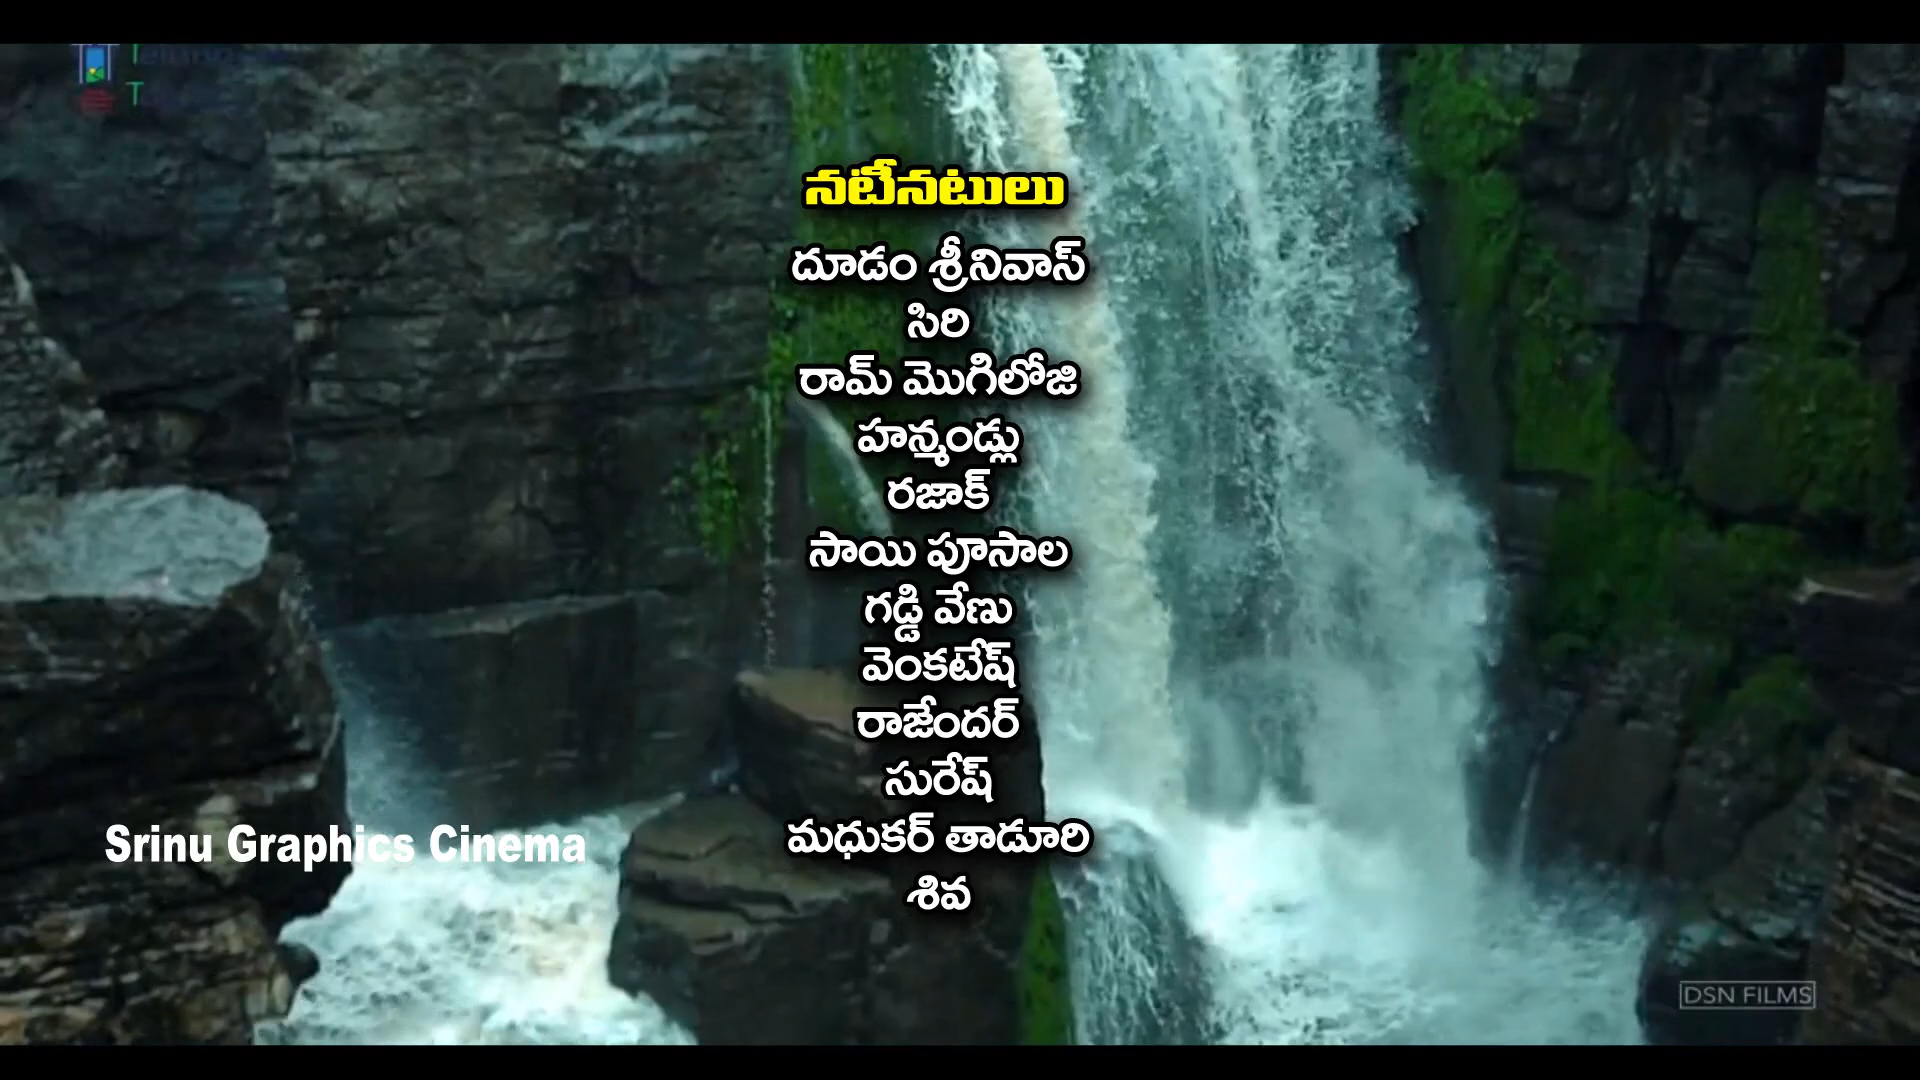 నటీనటులు
దూడం శ్రీనివాస్
సిరి
రామ్ మొగిలోజి
హన్మండ్లు
రజాక్
సాయి పూసాల
గడ్డి వేణు
వెంకటేష్
రాజేందర్
సురేష్
మధుకర్ తాడూరి
శివ
Srinu Graphics Cinema
DSN FILMS